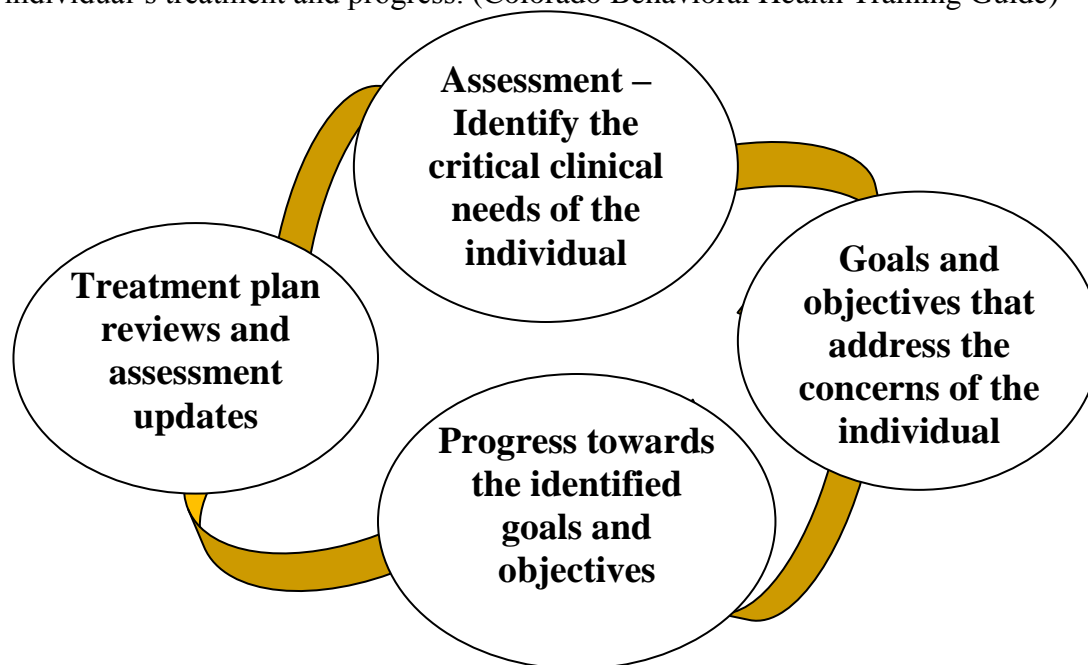 individual's treatment and progress. (Colorado Behavioral Health Training Guide)
Assessment –
Identify the
critical clinical
needs of the
individual
Goals and
objectives that
address the
concerns of the
individual
Progress towards
the identified
goals and
objectives
Treatment plan
reviews and
assessment
updates